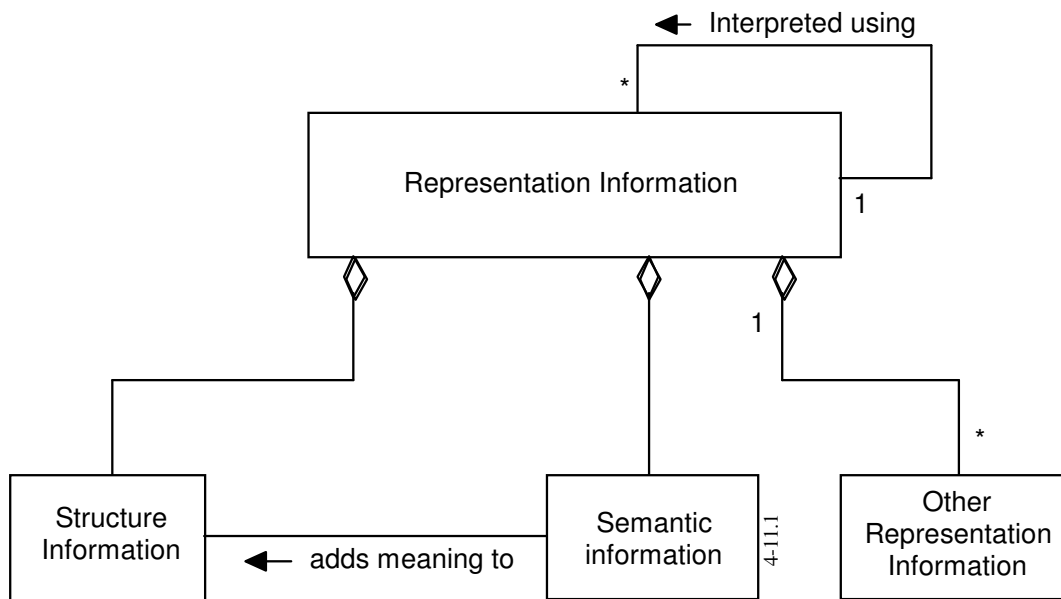 Interpreted using
*
Representation Information
1
1
*
Structure
Information
adds meaning to
Semantic
information
4-11.1
Other
Representation
Information